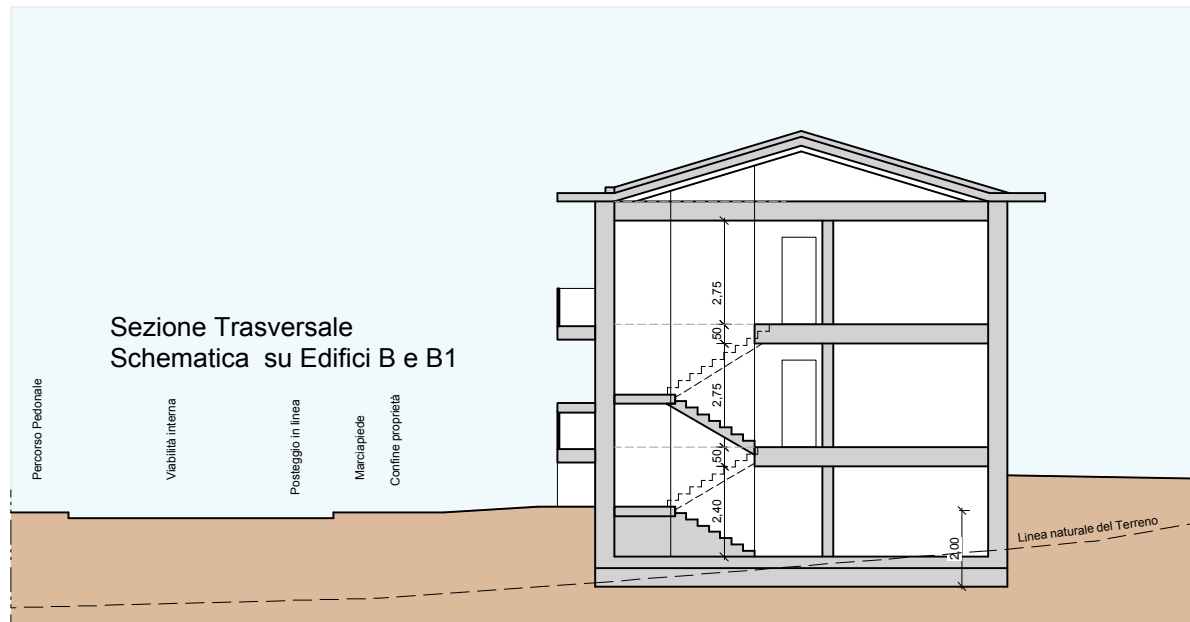 Sezione Trasversale
Schematica su Edifici B e B1
Percorso Pedonale
Viabilità interna
Posteggio in linea
Marciapiede
Confine proprietà
2,75
50
2,75
50
2,40
2,00
Linea naturale del Terreno